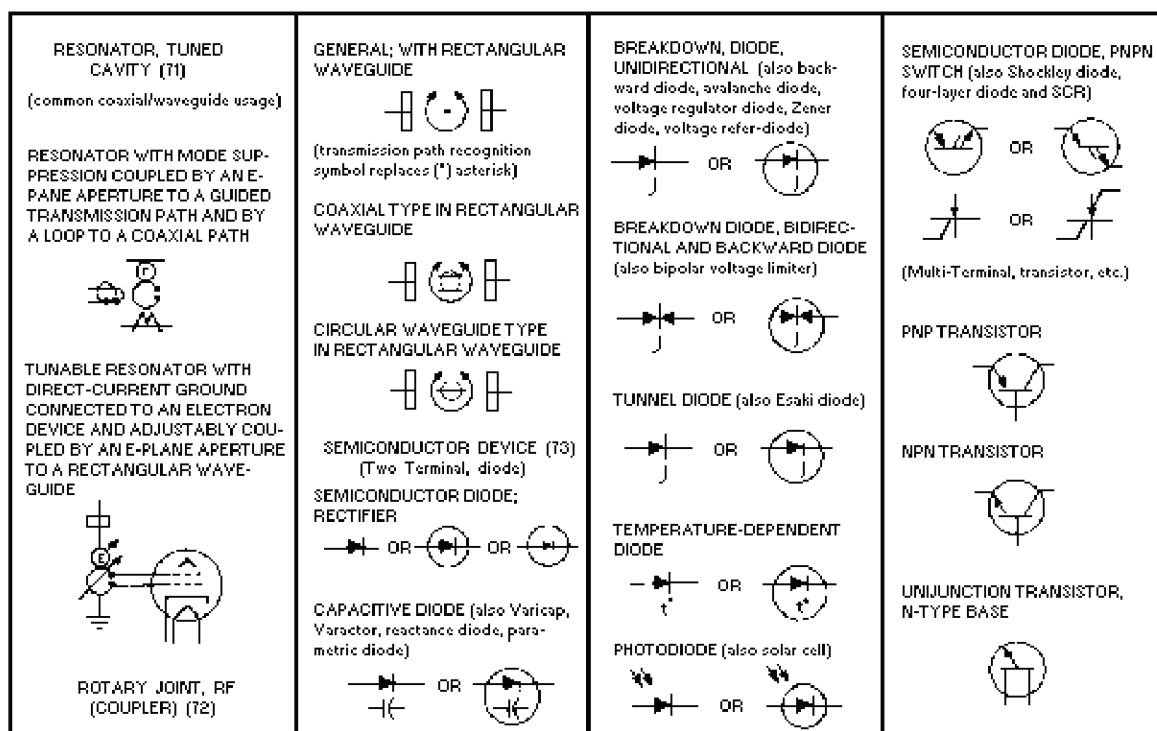 RESONATOR, TUNED
CAVITY (71)
(common coaxial/waveguide usage)
RESONATOR WITH MODE SUP-
PRESSION COUPLED BY AN E-
PANE APERTURE TO A GUIDED
TRANSMISSION PATH AND BY
A LOOP TO A COAXIAL PATH
r
TUNABLE RESONATOR WITH
DIRECT-CURRENT GROUND
CONNECTED TO AN ELECTRON
DEVICE AND ADJUSTABLY COU-
PLED BY AN E-PLANE APERTURE
TO A RECTANGULAR WAVE-
GUIDE
E
ROTARY JOINT, RF
(COUPLER) (72)
GENERAL; WITH RECTANGULAR
WAVEGUIDE
(transmission path recognition
symbol replaces (*) asterisk)
COAXIAL TYPE IN RECTANGULAR
WAVEGUIDE
CIRCULAR WAVEGUIDE TYPE
IN RECTANGULAR WAVEGUIDE
SEMICONDUCTOR DEVICE (73)
(Two Terminal, diode)
SEMICONDUCTOR DIODE;
RECTIFIER
OR OR
CAPACITIVE DIODE (also Varicap,
Varactor, reactance diode, para-
metric diode)
OR
BREAKDOWN, DIODE,
UNIDIRECTIONAL (also back-
ward diode, avalanche diode,
voltage regulator diode, Zener
diode, voltage refer-diode)
OR
BREAKDOWN DIODE, BIDIREC-
TIONAL AND BACKWARD DIODE
(also bipolar voltage limiter)
OR
TUNNEL DIODE (also Esaki diode)
OR
TEMPERATURE-DEPENDENT
DIODE
OR
t° t°
PHOTODIODE (also solar cell)
OR
SEMICONDUCTOR DIODE, PNPN
SWITCH (also Shockley diode,
four-layer diode and SCR)
OR
OR
(Multi-Terminal, transistor, etc.)
PNP TRANSISTOR
NPN TRANSISTOR
UNIJUNCTION TRANSISTOR,
N-TYPE BASE